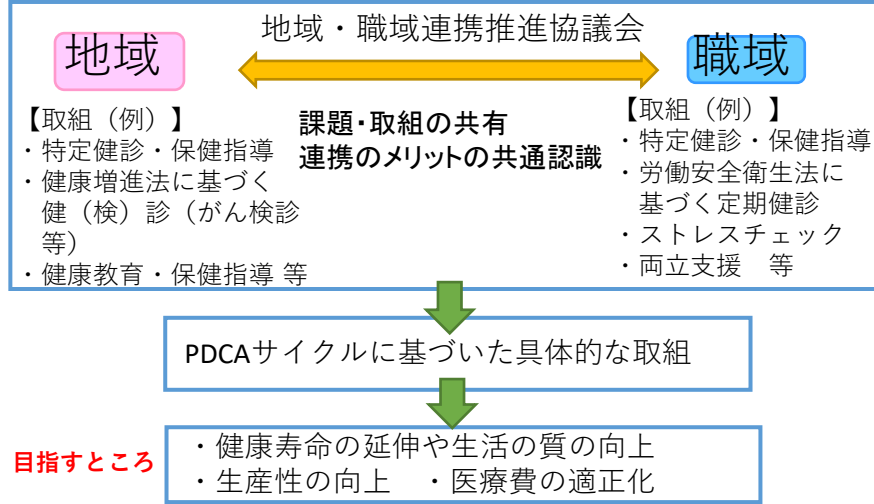 地域・職域連携推進協議会
地域
職域
【取組（例）】
・特定健診・保健指導
・健康増進法に基づく
健（検）診（がん検診
等）
・健康教育・保健指導 等
課題・取組の共有
連携のメリットの共通認識
【取組（例）】
・特定健診・保健指導
・労働安全衛生法に
基づく定期健診
・ストレスチェック
・両立支援　等
PDCAサイクルに基づいた具体的な取組
目指すところ
・健康寿命の延伸や生活の質の向上
・生産性の向上　・医療費の適正化